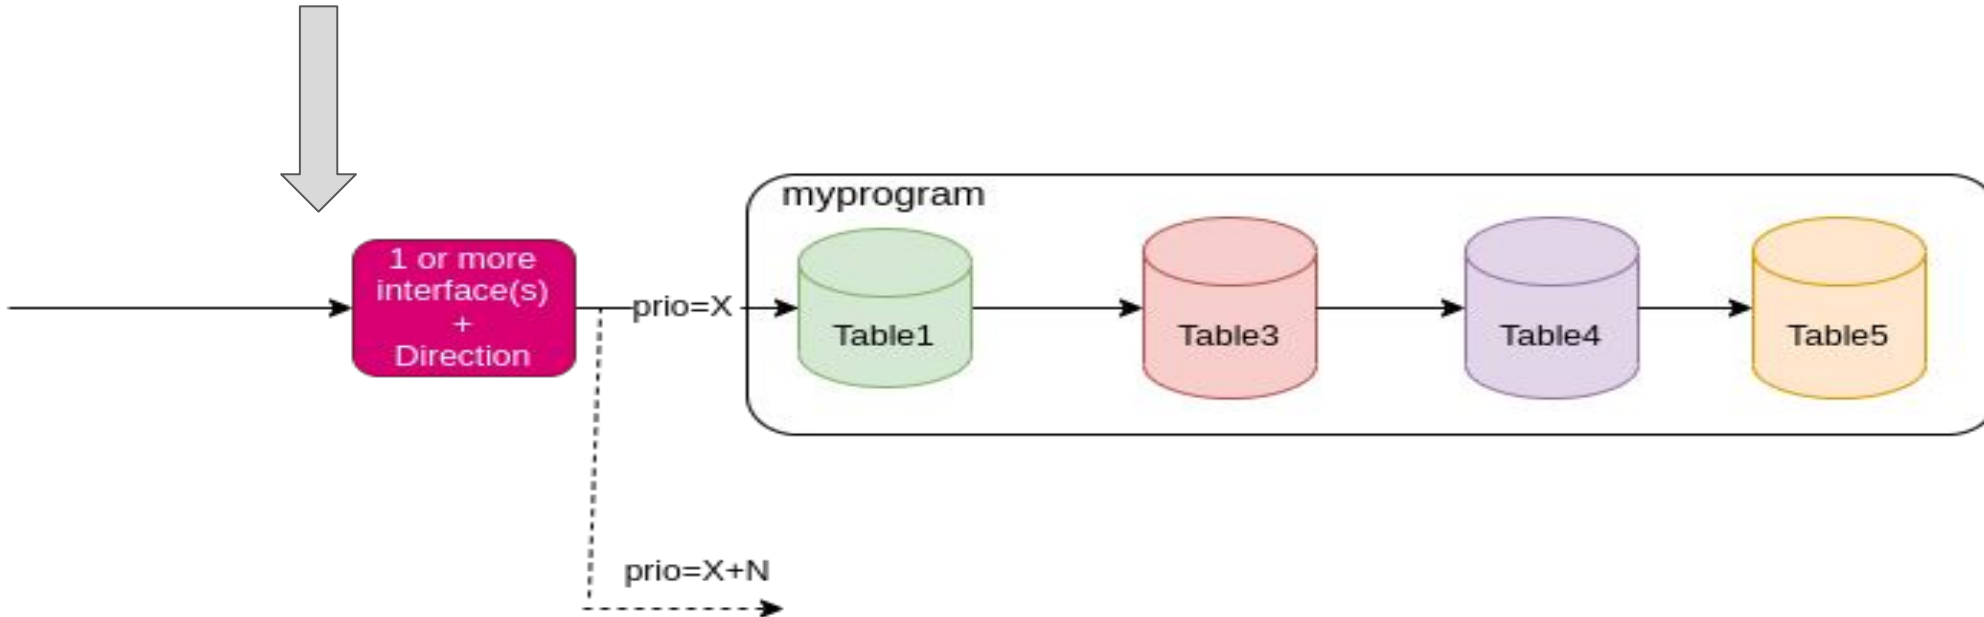 myprogram
1 or more
interface(s)
+
Direction
prio=X
Table1
Table3
Table4
Table5
prio=X+N